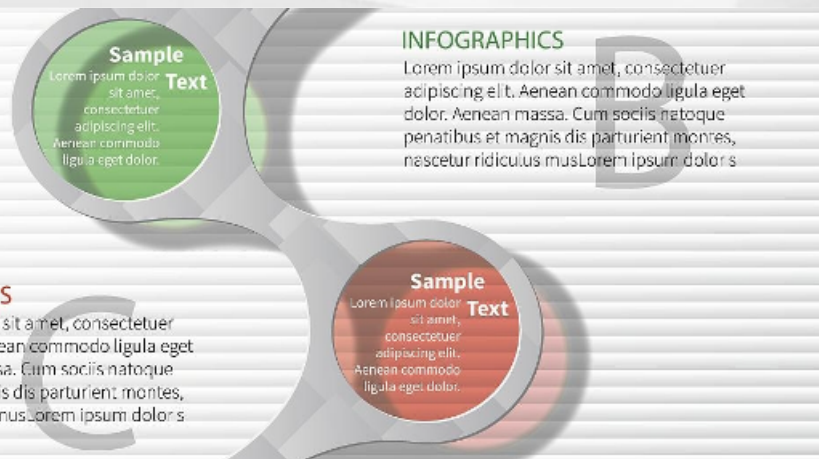 Sample
Text
Lorem ipsum dolor
sit amet,
consectetuer
adipiscing elit.
Aenean commodo
ligula eget dolor.
INFOGRAPHICS
B
Lorem ipsum dolor sit amet, consectetuer
adipiscing elit. Aenean commodo ligula eget
dolor. Aenean massa. Cum sociis natoque
penatibus et magnis dis parturient montes,
nascetur ridiculus musLorem ipsum dolor s
S
C
sit amet, consectetuer
ean commodo ligula eget
sa. Cum sociis natoque
is dis parturient montes,
musLorem ipsum dolor s
Sample
Text
Lorem ipsum dolor
sit amet,
consectetuer
adipiscing elit.
Aenean commodo
ligula eget dolor.